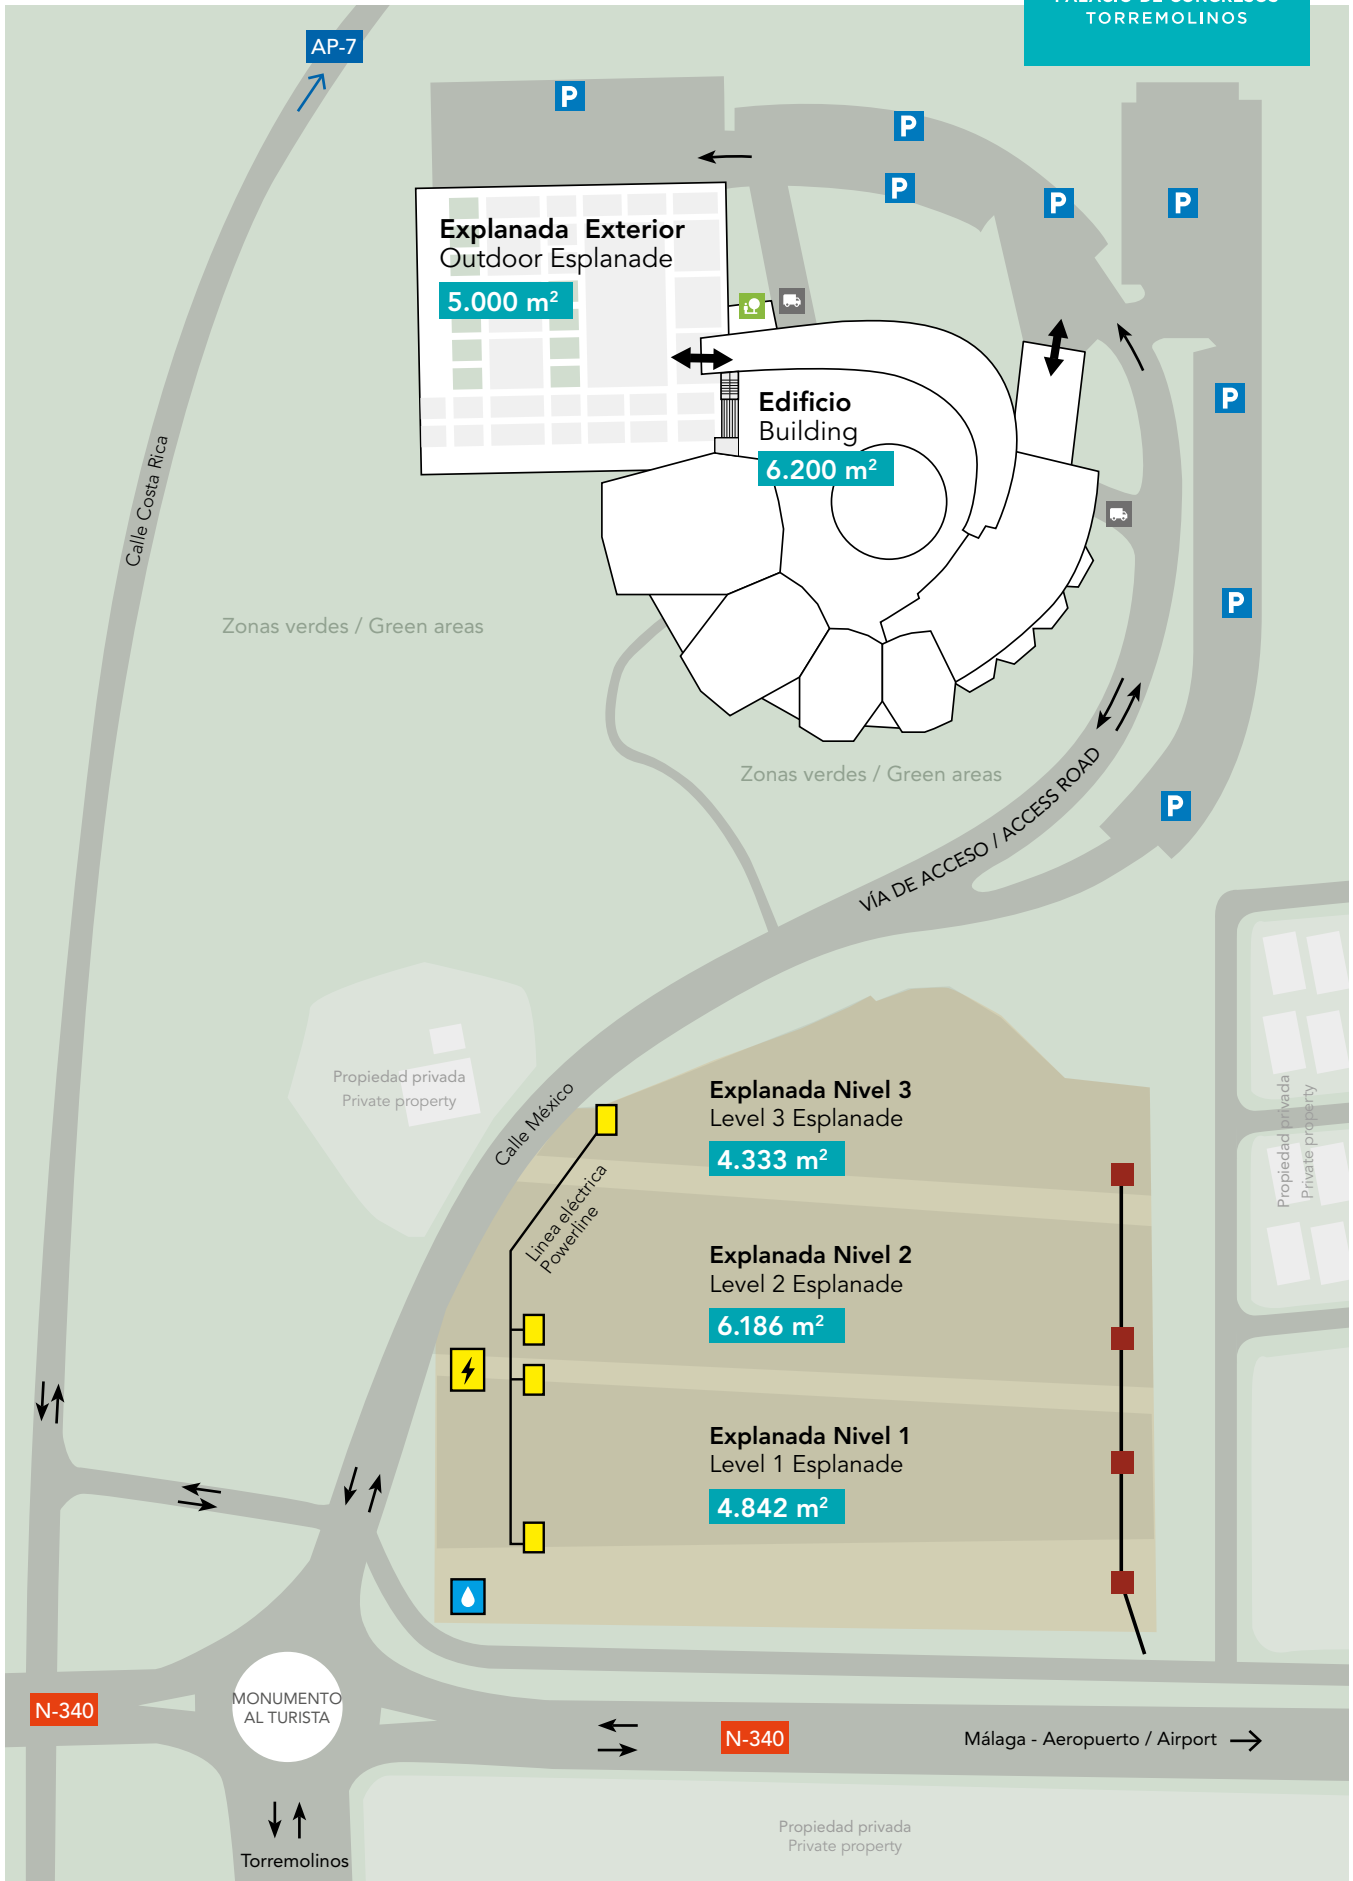 PALACIO DE CONGRESOS
TORREMOLINOS
AP-7
P
P
P
P
P
Explanada Exterior
Outdoor Esplanade
5.000 m²
Edificio
Building
6.200 m²
P
P
P
Calle Costa Rica
Zonas verdes / Green areas
Zonas verdes / Green areas
VÍA DE ACCESO / ACCESS ROAD
Propiedad privada
Private property
Calle México
Explanada Nivel 3
Level 3 Esplanade
4.333 m²
Propiedad privada
Private property
Linea eléctrica
Powerline
Explanada Nivel 2
Level 2 Esplanade
6.186 m²
Explanada Nivel 1
Level 1 Esplanade
4.842 m²
MONUMENTO
AL TURISTA
N-340
N-340
Málaga - Aeropuerto / Airport
Propiedad privada
Private property
Torremolinos